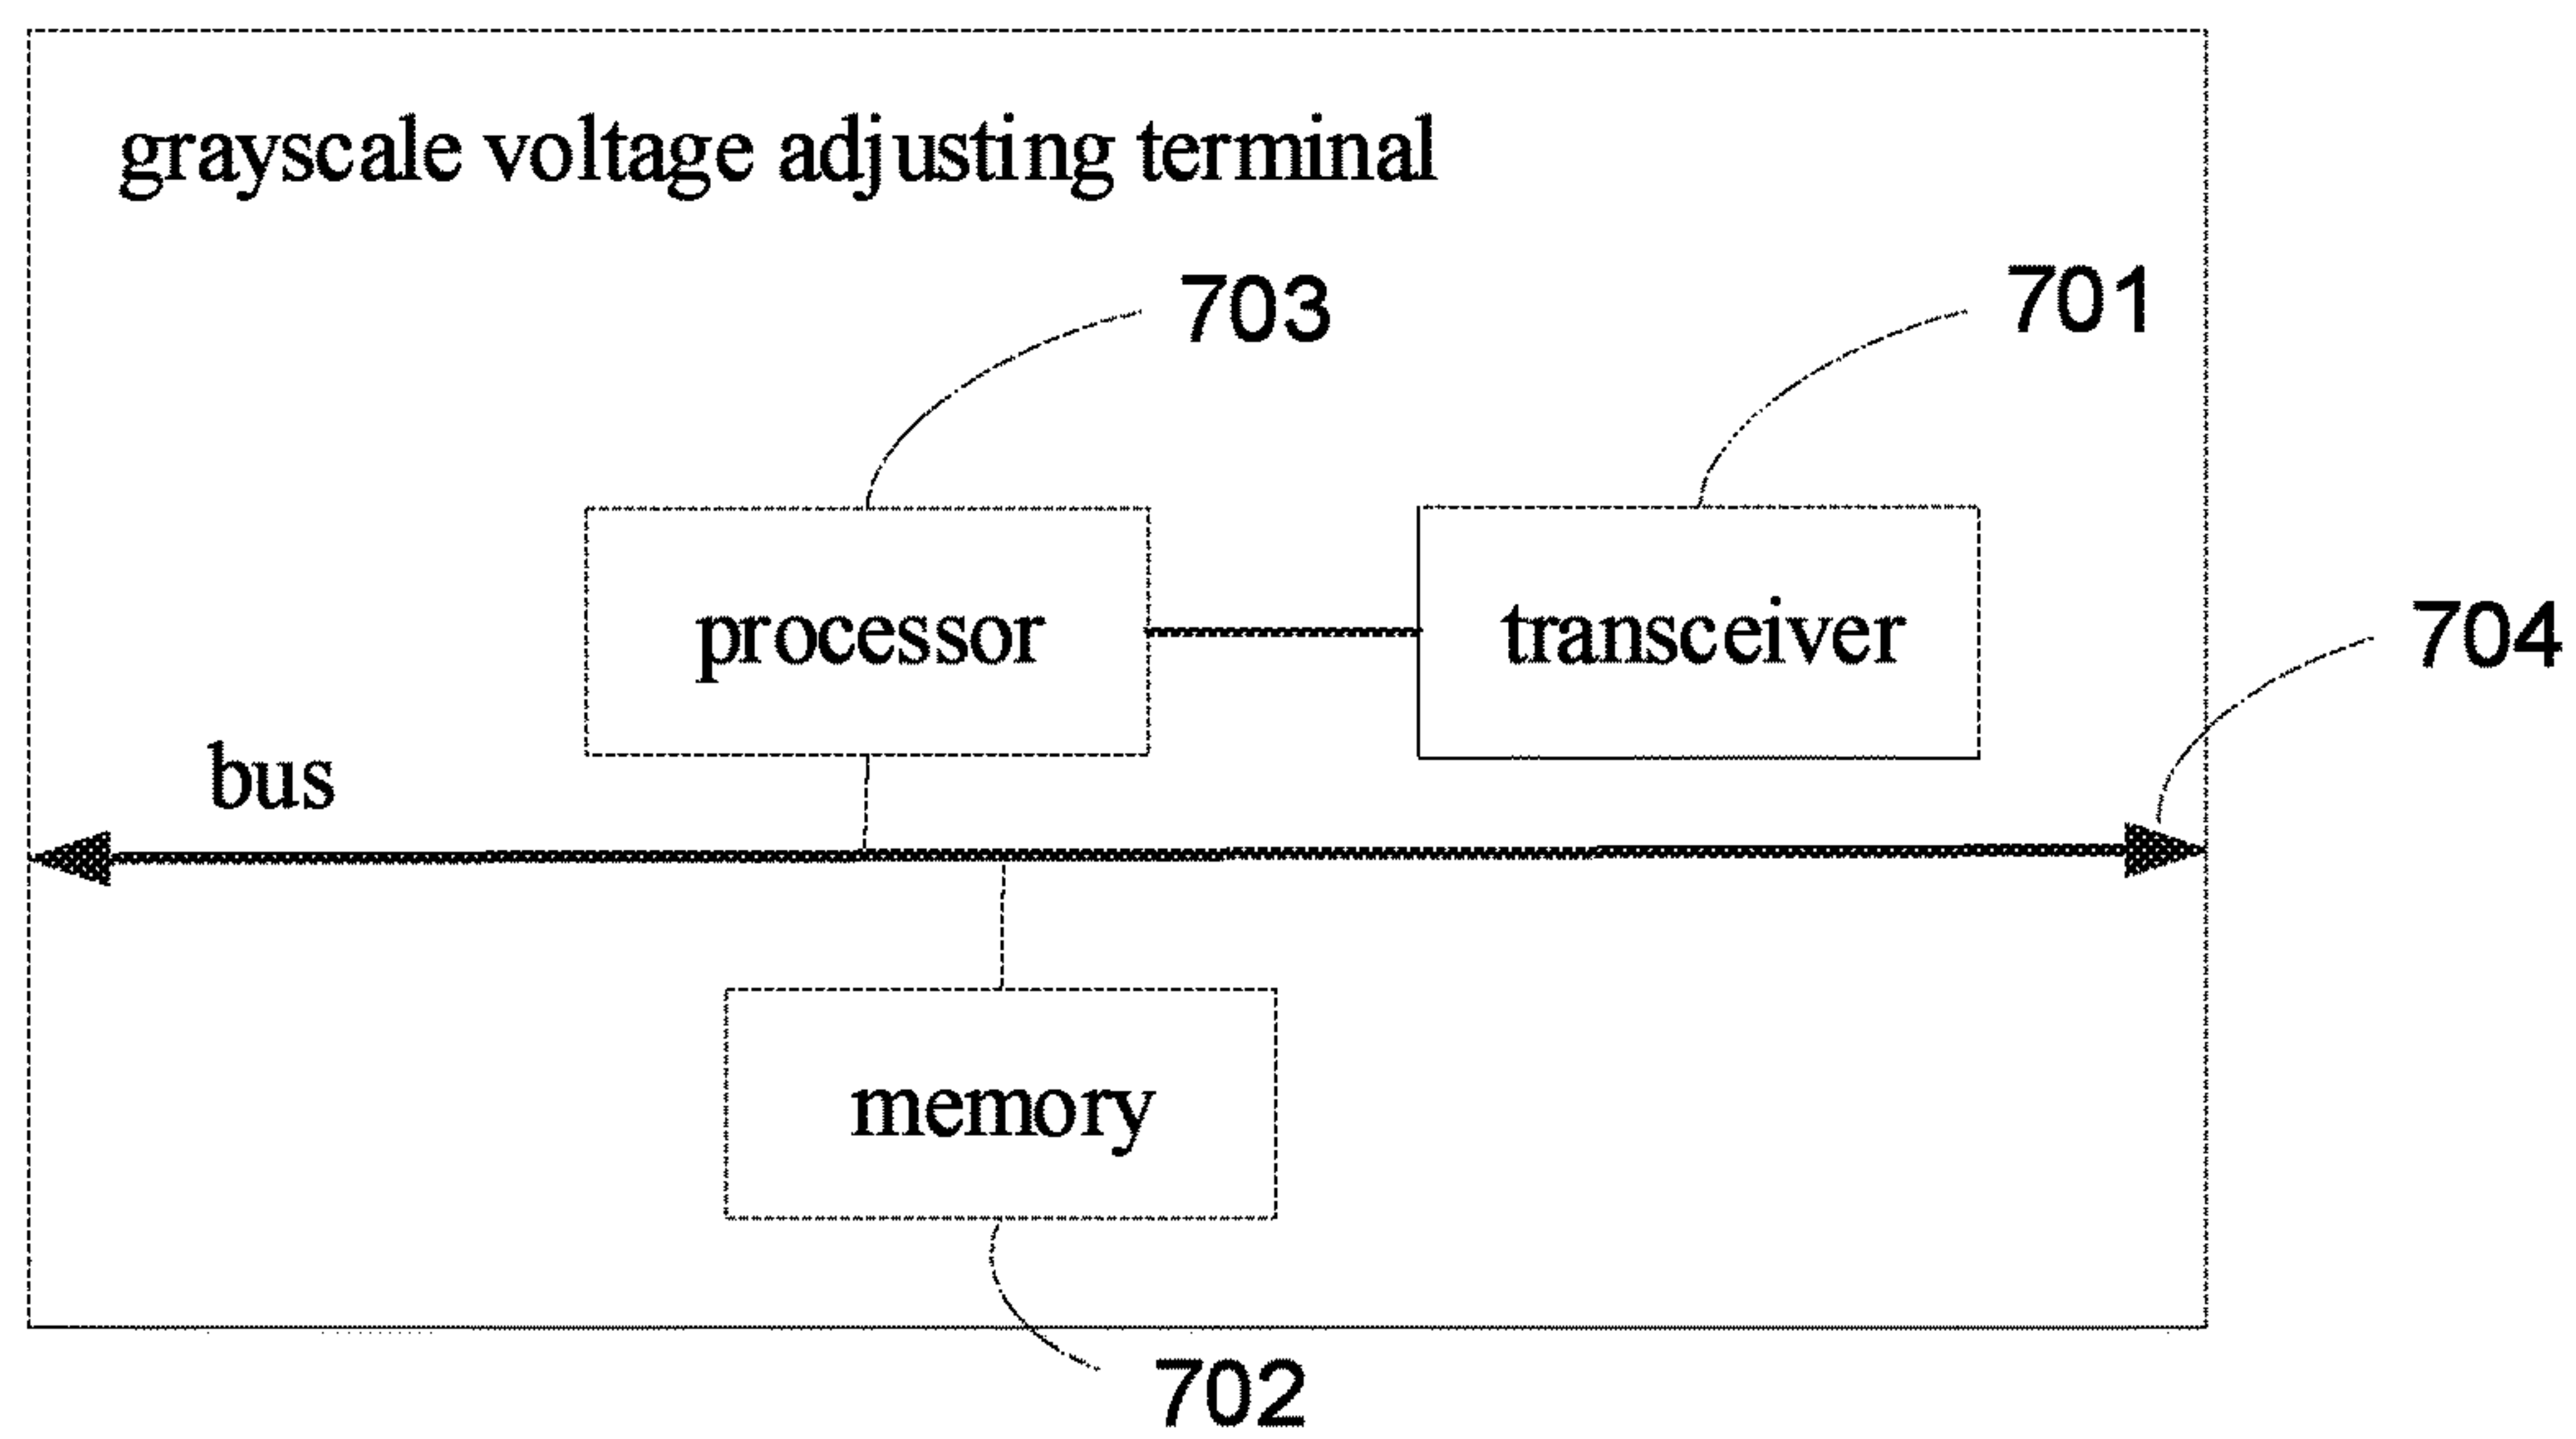 grayscale voltage adjusting terminal
703
701
processor
transceiver
704
bus
memory
702